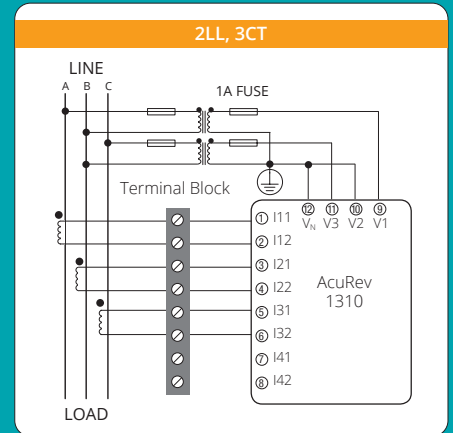 2LL, 3CT
LINE
A B C
1A FUSE
Terminal Block
⑫ ⑪ ⑩ ⑨
VN V3 V2 V1
① I11
② I12
③ I21
④ I22
⑤ I31
⑥ I32
⑦ I41
⑧ I42
AcuRev
1310
LOAD